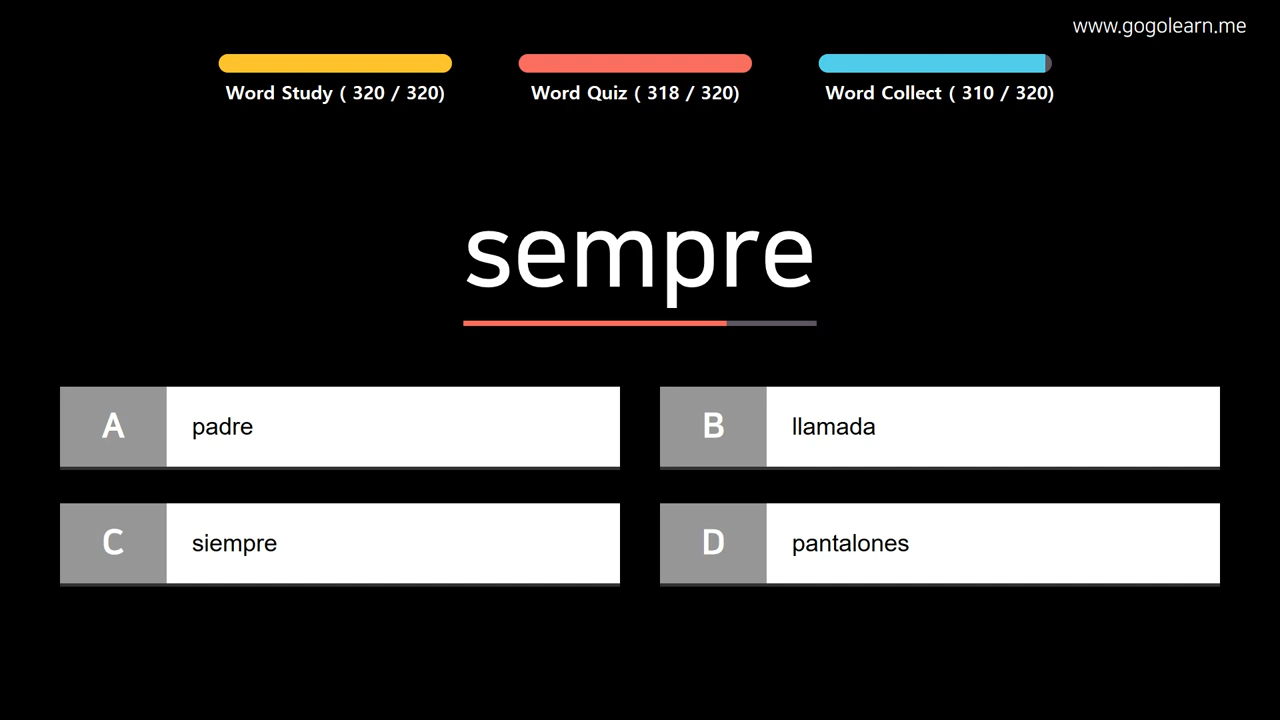 www.gogolearn.me
Word Study ( 320 / 320)
Word Quiz ( 318 / 320)
Word Collect ( 310 / 320)
sempre
A padre
B llamada
C siempre
D pantalones